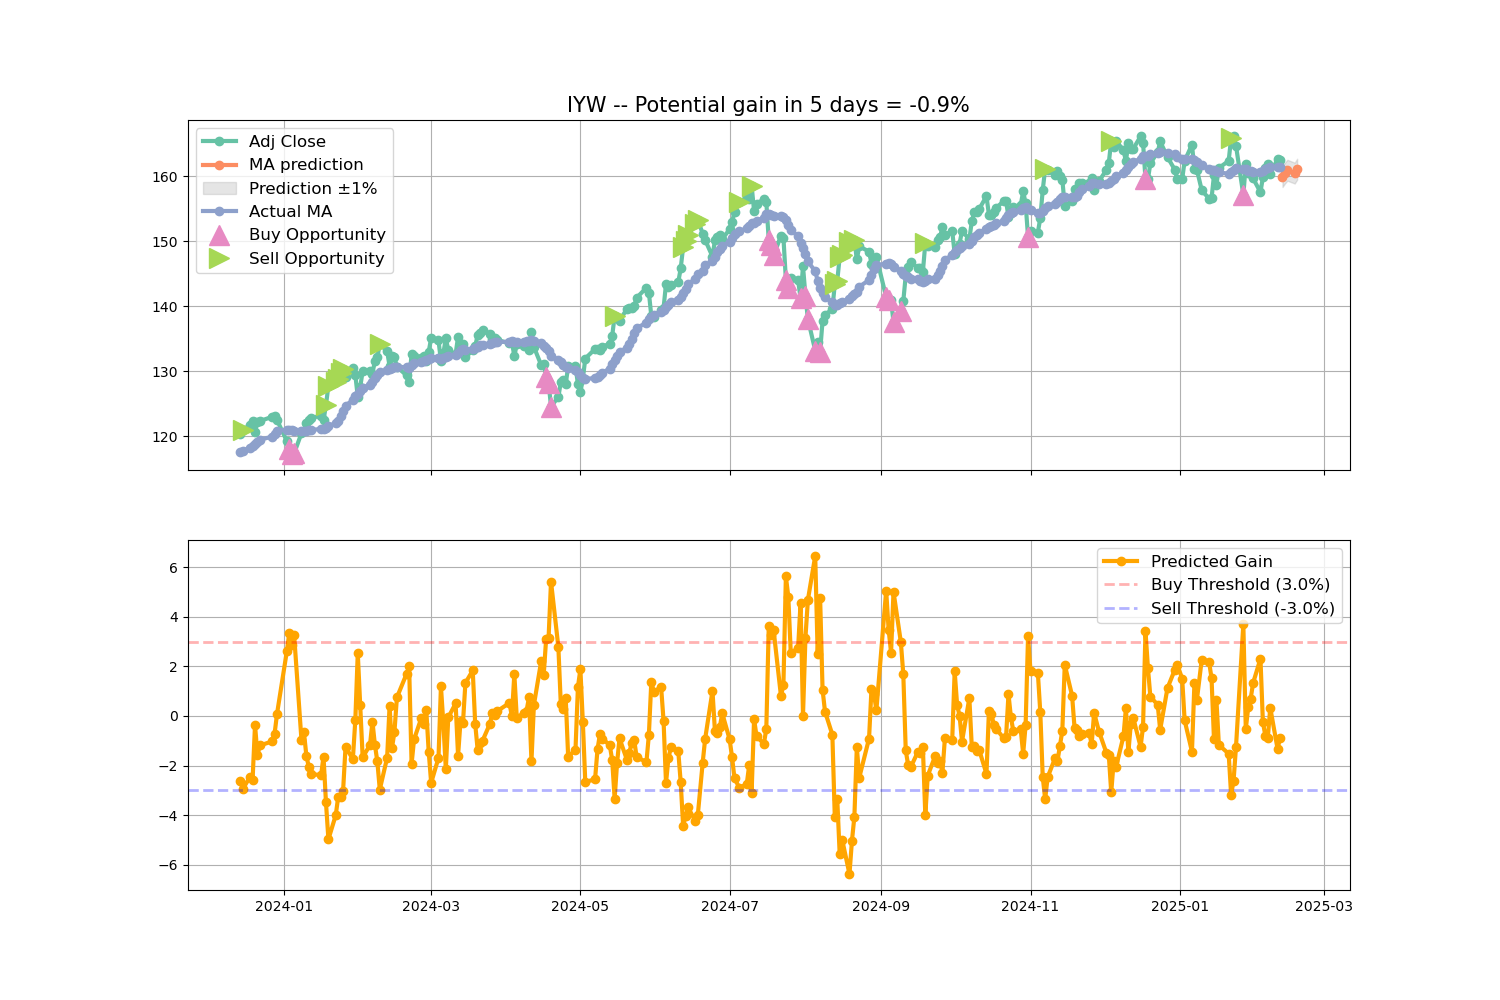 IYW -- Potential gain in 5 days = -0.9%
Adj Close
MA prediction
Prediction ±1%
Actual MA
Buy Opportunity
Sell Opportunity
160
150
140
130
120
Predicted Gain
Buy Threshold (3.0%)
Sell Threshold (-3.0%)
6
4
2
0
−2
−4
−6
2024-01 2024-03 2024-05 2024-07 2024-09 2024-11 2025-01 2025-03